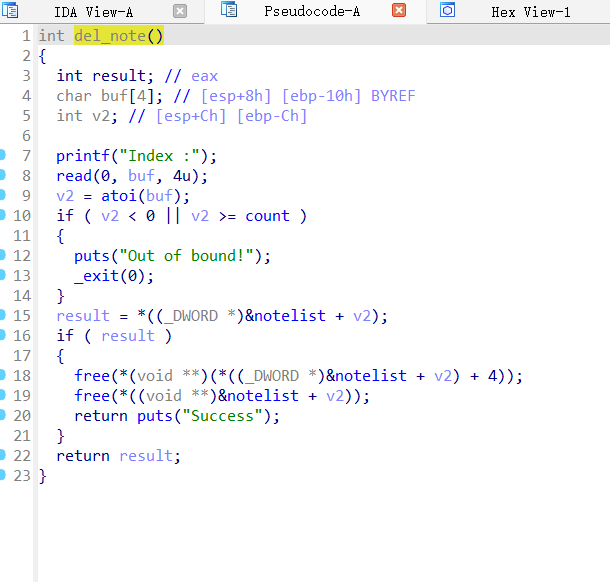 IDA View-A Pseudocode-A Hex View-1
1 int del_note()
2 {
3 int result; // eax
4 char buf[4]; // [esp+8h] [ebp-10h] BYREF
5 int v2; // [esp+Ch] [ebp-Ch]
6
7 printf("Index :");
8 read(0, buf, 4u);
9 v2 = atoi(buf);
10 if ( v2 < 0 || v2 >= count )
11 {
12 puts("Out of bound!");
13 _exit(0);
14 }
15 result = *((_DWORD *)&notelist + v2);
16 if ( result )
17 {
18 free(*(void **)(*((_DWORD *)&notelist + v2) + 4));
19 free(*((void **)&notelist + v2));
20 return puts("Success");
21 }
22 return result;
23 }